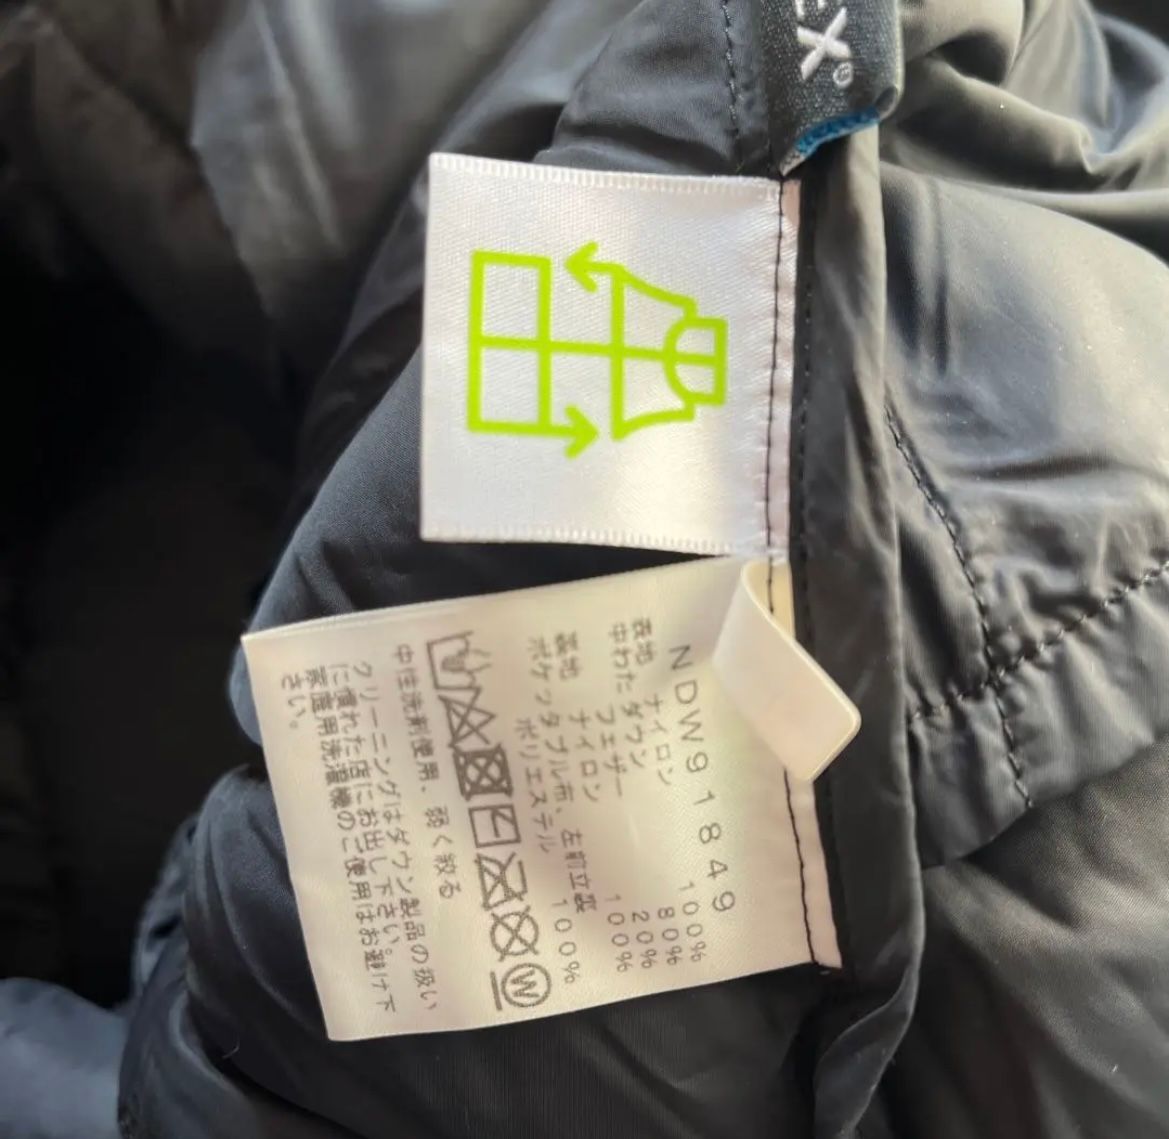 EX®
NDW91849
表地 ナイロン 100%
中わた ダウン 80%
フェザー 20%
裏地 ナイロン 100%
ポケッタブル布、左前立裏
ポリエステル 100%
W
中性洗剤使用、弱く絞る
クリーニングはダウン製品の扱い
に慣れた店にお出し下さい。
家庭用洗濯機のご使用はお避け下
さい。